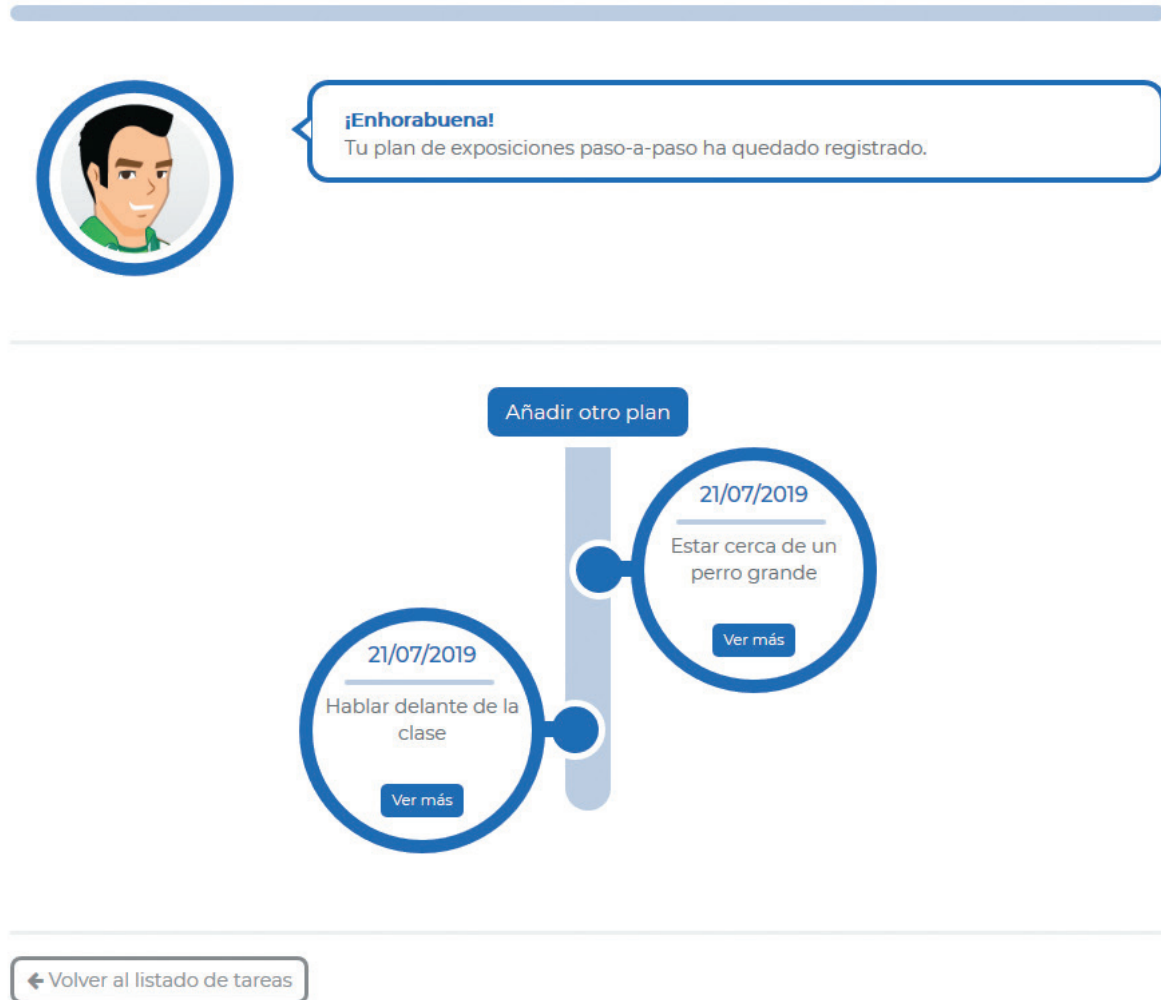 ¡Enhorabuena!
Tu plan de exposiciones paso-a-paso ha quedado registrado.
Añadir otro plan
21/07/2019
Estar cerca de un
perro grande
Ver más
21/07/2019
Hablar delante de la
clase
Ver más
Volver al listado de tareas